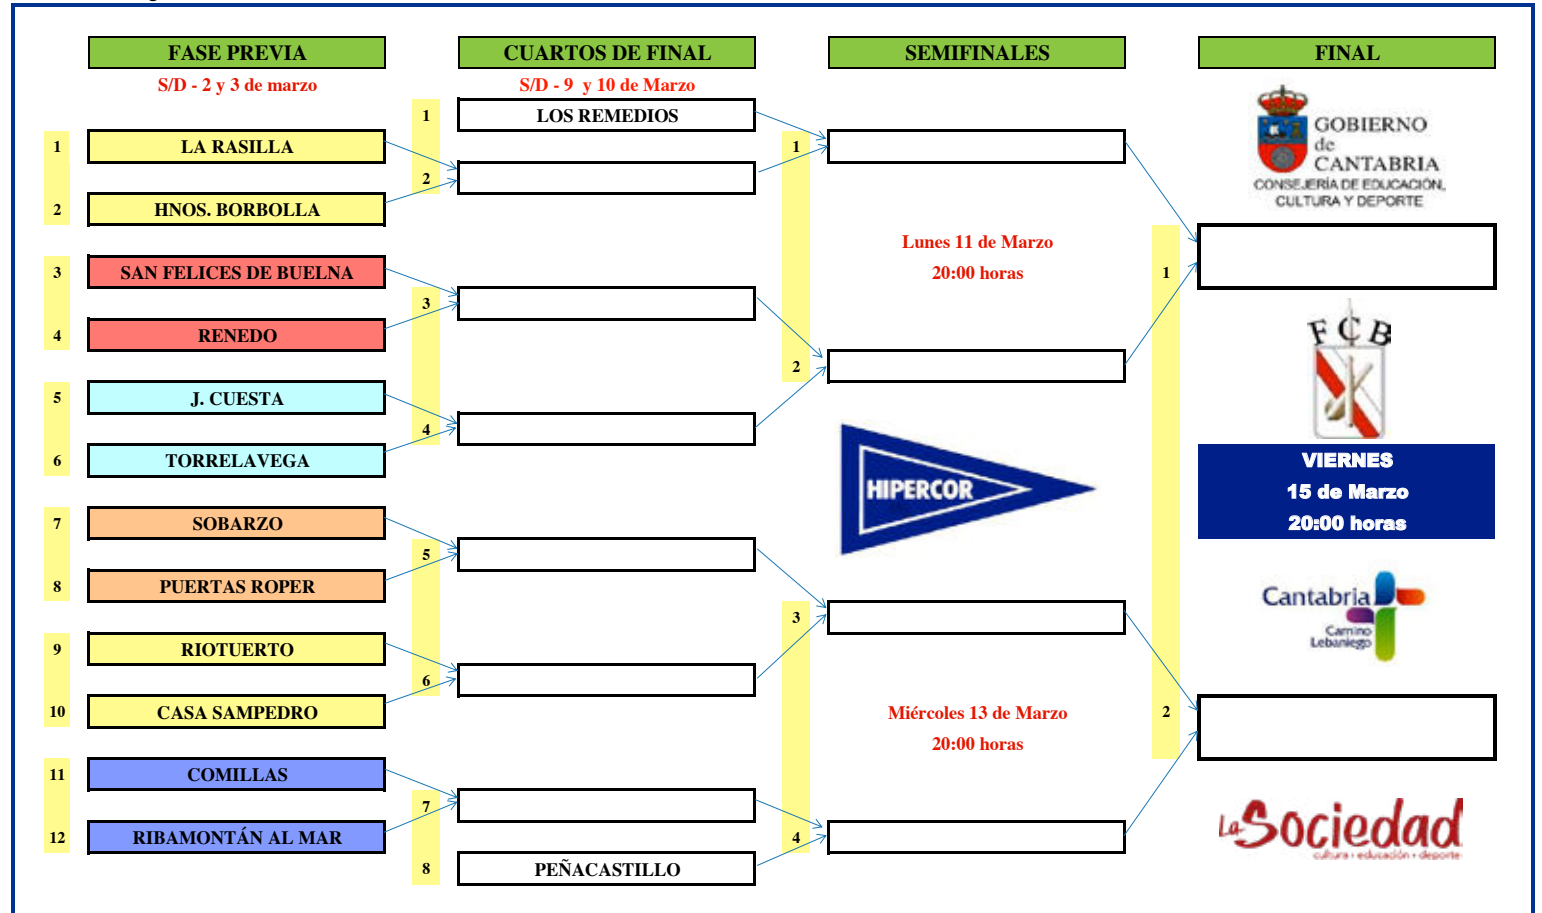 FASE PREVIA
S/D - 2 y 3 de marzo
1 LA RASILLA
2 HNOS. BORBOLLA
3 SAN FELICES DE BUELNA
4 RENEDO
5 J. CUESTA
6 TORRELAVEGA
7 SOBARZO
8 PUERTAS ROPER
9 RIOTUERTO
10 CASA SAMPEDRO
11 COMILLAS
12 RIBAMONTÁN AL MAR
CUARTOS DE FINAL
S/D - 9 y 10 de Marzo
1 LOS REMEDIOS
2
3
4
5
6
7
8 PEÑACASTILLO
SEMIFINALES
1
Lunes 11 de Marzo
20:00 horas
2
HIPERCOR
3
Miércoles 13 de Marzo
20:00 horas
4
FINAL
GOBIERNO
de
CANTABRIA
CONSEJERÍA DE EDUCACIÓN,
CULTURA Y DEPORTE
1
FCB
VIERNES
15 de Marzo
20:00 horas
Cantabria
Camino
Lebaniego
2
La Sociedad
cultura • educación • deporte